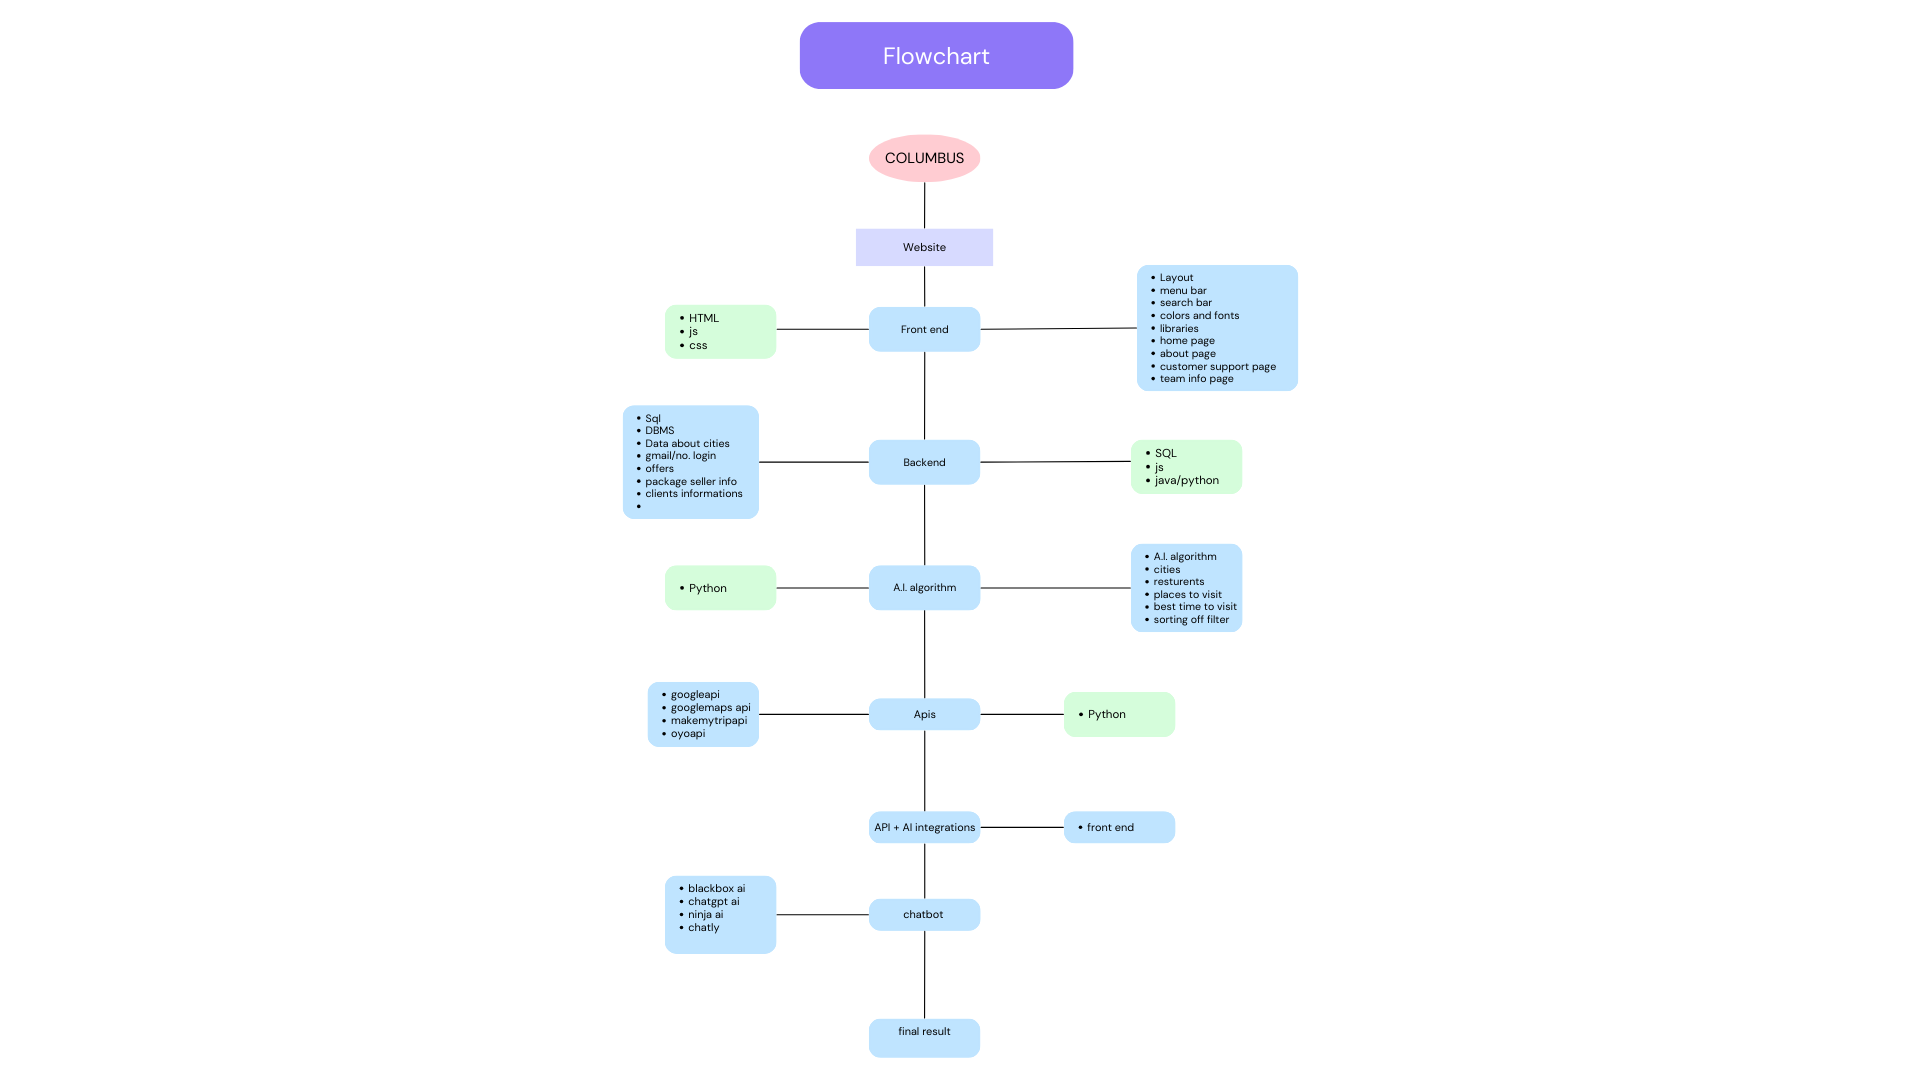 Flowchart
COLUMBUS
Website
• HTML
• js
• css
Front end
• Layout
• menu bar
• search bar
• colors and fonts
• libraries
• home page
• about page
• customer support page
• team info page
• Sql
• DBMS
• Data about cities
• gmail/no. login
• offers
• package seller info
• clients informations
•
Backend
• SQL
• js
• java/python
• Python
A.I. algorithm
• A.I. algorithm
• cities
• resturents
• places to visit
• best time to visit
• sorting off filter
• googleapi
• googlemaps api
• makemytripapi
• oyoapi
Apis
• Python
API + AI integrations
• front end
• blackbox ai
• chatgpt ai
• ninja ai
• chatly
chatbot
final result